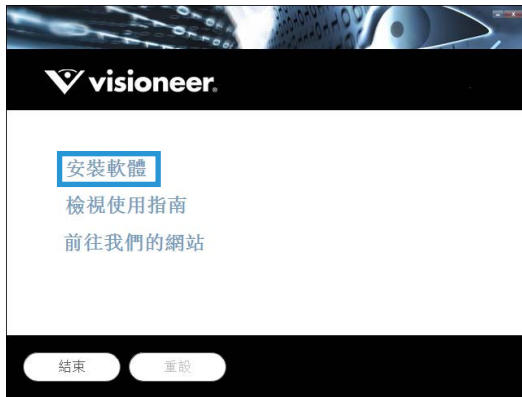 visioneer®
安裝軟體
檢視使用指南
前往我們的網站
結束
重設